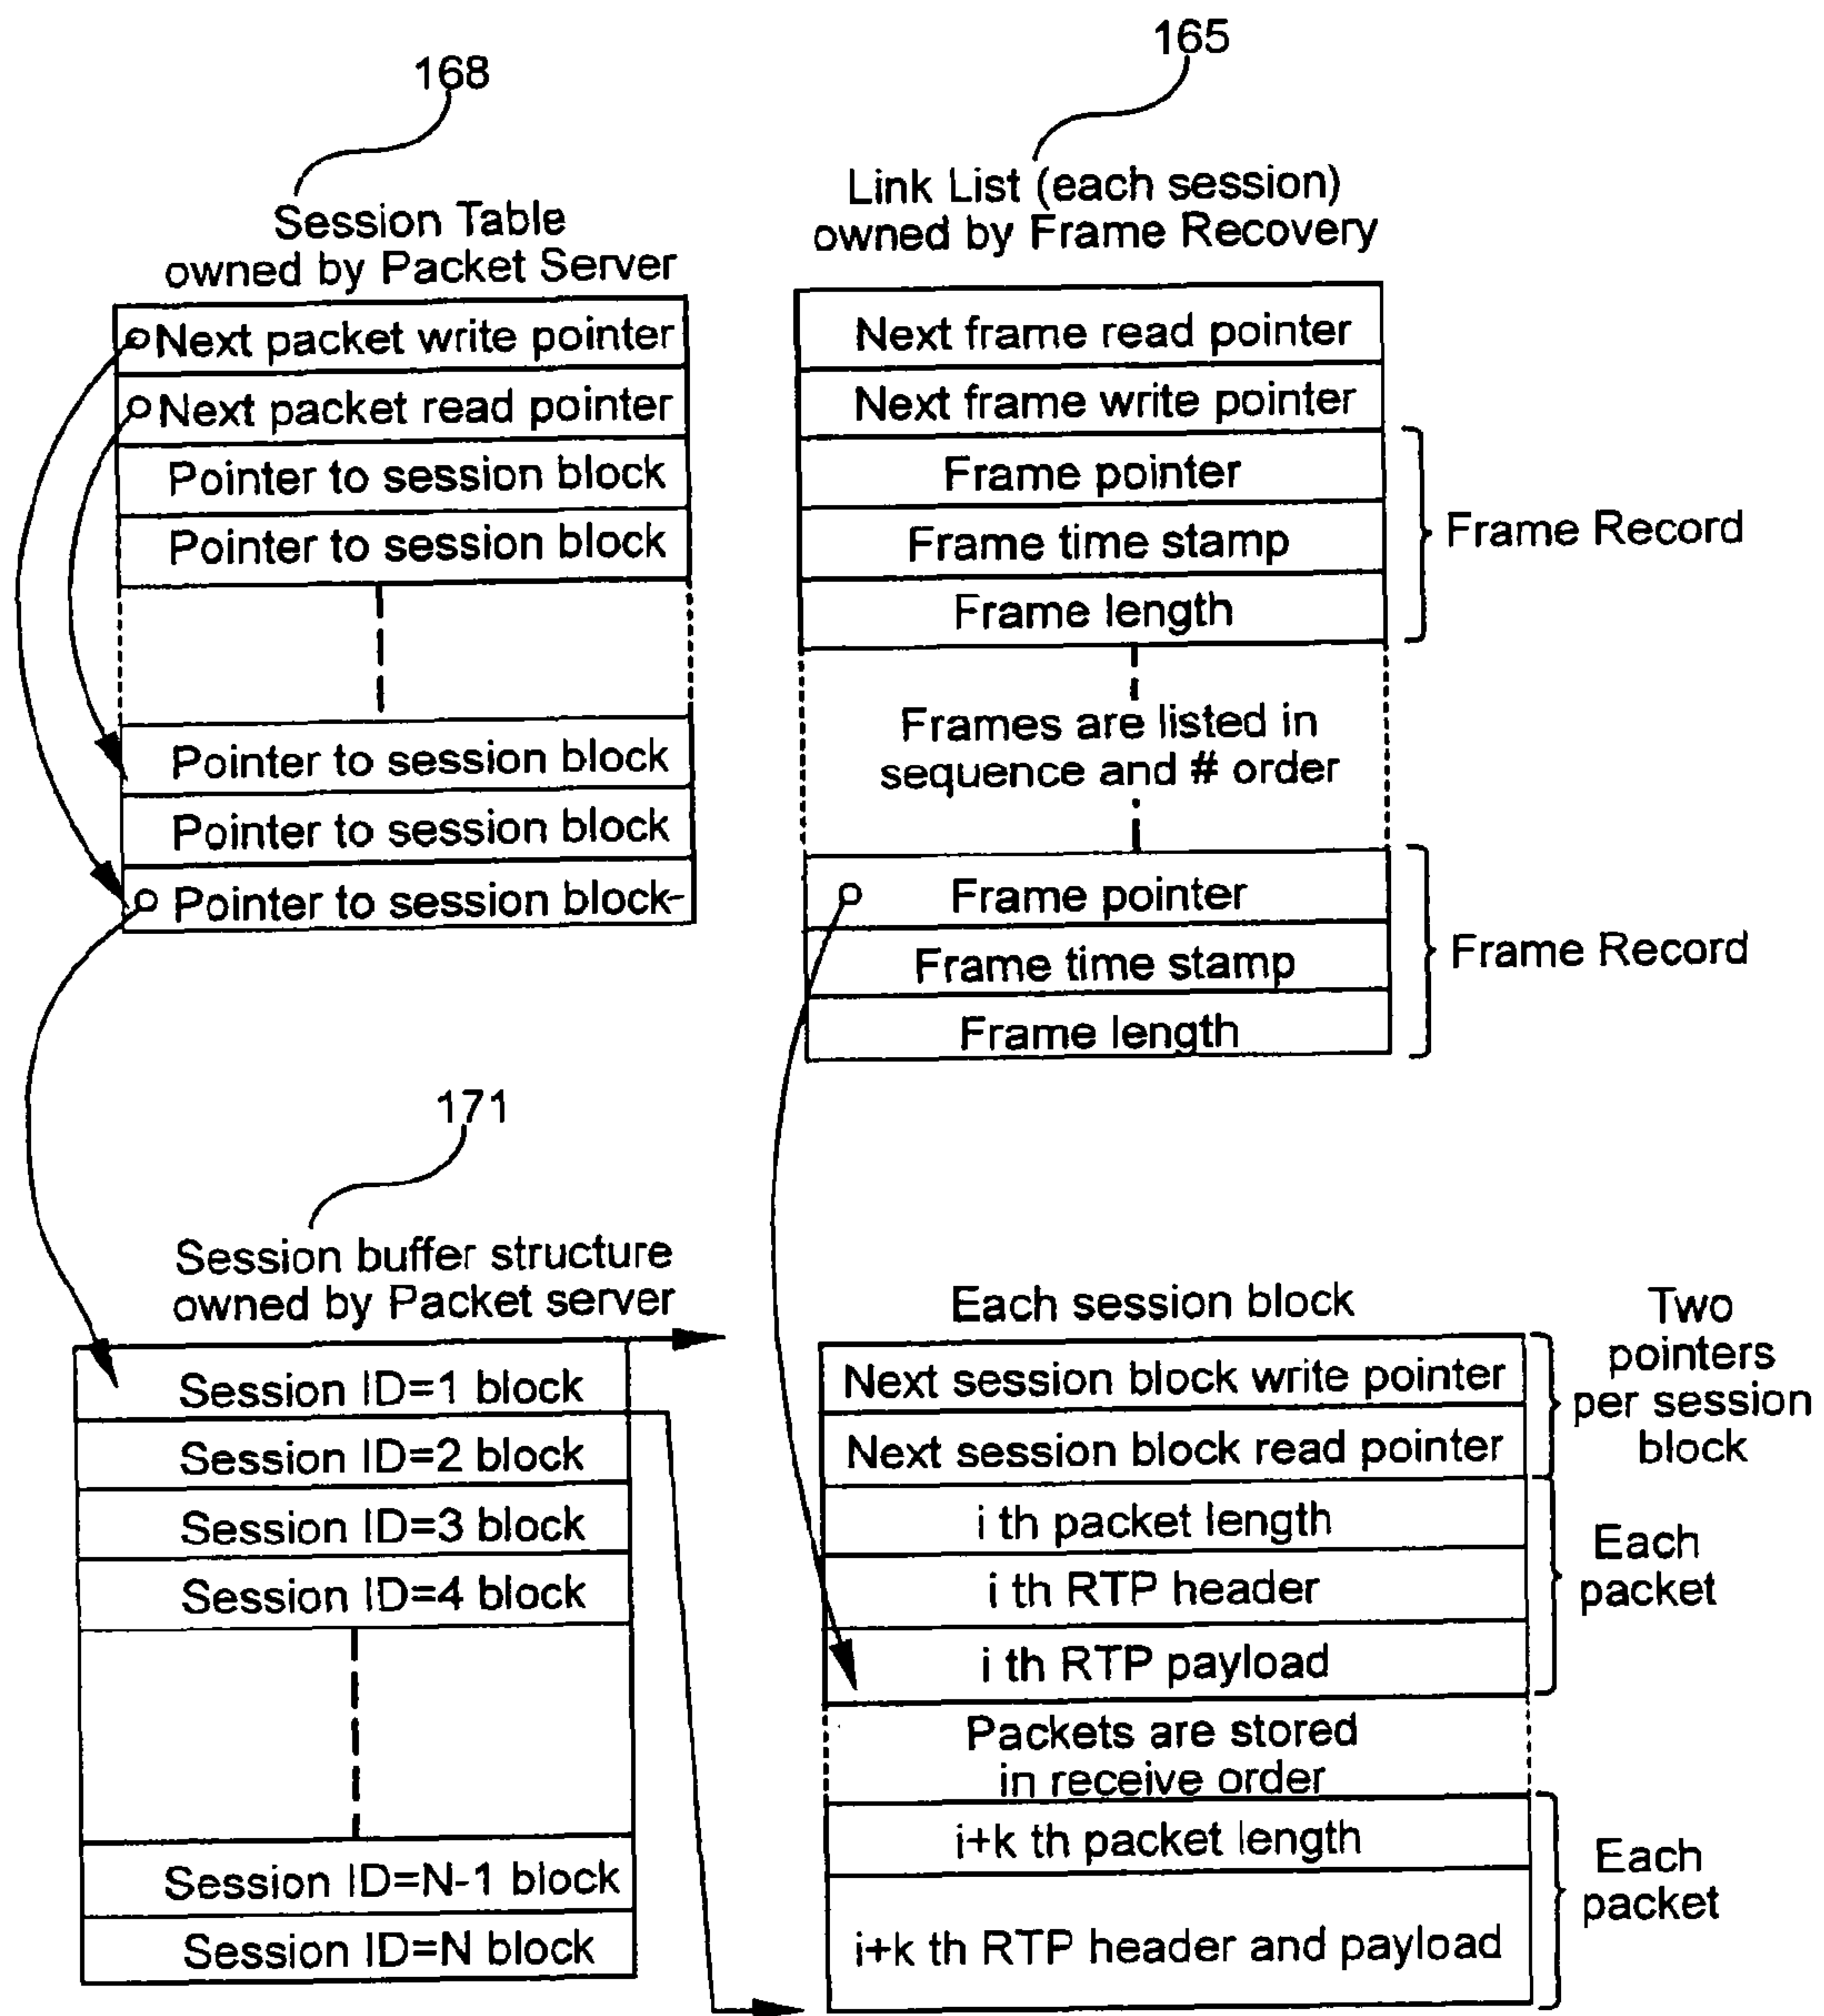 168
Session Table
owned by Packet Server
Next packet write pointer
Next packet read pointer
Pointer to session block
Pointer to session block
Pointer to session block
Pointer to session block
Pointer to session block-
165
Link List (each session)
owned by Frame Recovery
Next frame read pointer
Next frame write pointer
Frame pointer
Frame time stamp
Frame length
Frame Record
Frames are listed in
sequence and # order
Frame pointer
Frame time stamp
Frame length
Frame Record
171
Session buffer structure
owned by Packet server
Session ID=1 block
Session ID=2 block
Session ID=3 block
Session ID=4 block
Session ID=N-1 block
Session ID=N block
Each session block
Next session block write pointer
Next session block read pointer
Two
pointers
per session
block
i th packet length
i th RTP header
i th RTP payload
Each
packet
Packets are stored
in receive order
i+k th packet length
i+k th RTP header and payload
Each
packet